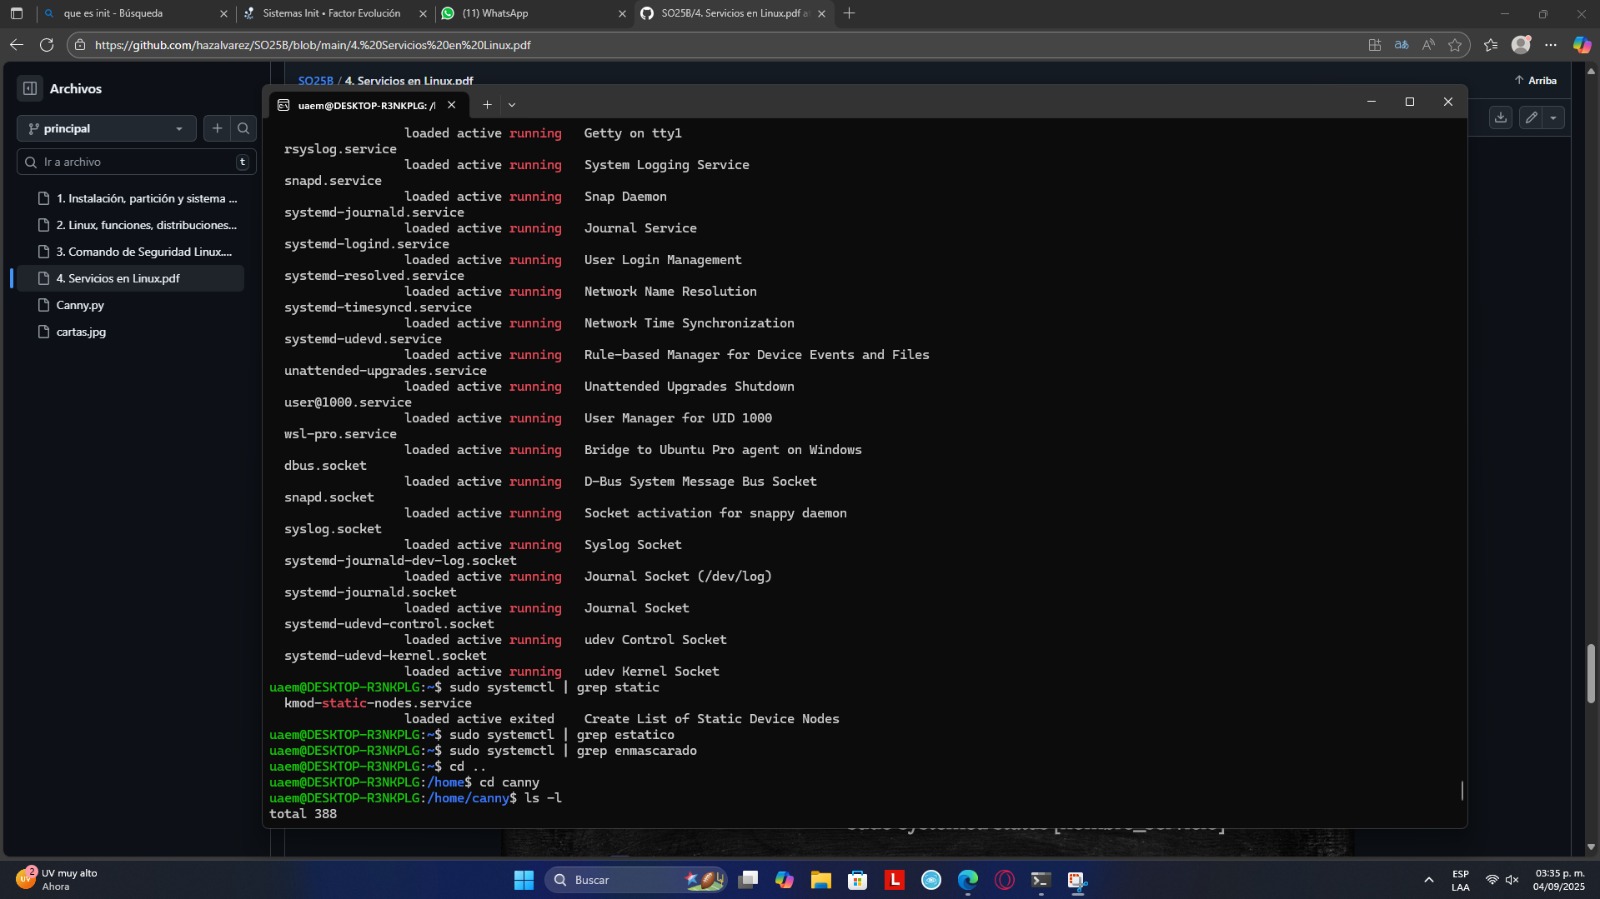 que es init - Búsqueda
Sistemas Init • Factor Evolución
(11) WhatsApp
SO25B/4. Servicios en Linux.pdf a
https://github.com/hazalvarez/SO25B/blob/main/4.%20Servicios%20en%20Linux.pdf
Archivos
principal
Ir a archivo
t
1. Instalación, partición y sistema ...
2. Linux, funciones, distribuciones...
3. Comando de Seguridad Linux....
4. Servicios en Linux.pdf
Canny.py
cartas.jpg
SO25B / 4. Servicios en Linux.pdf
Arriba
uaem@DESKTOP-R3NKPLG: /
loaded active running Getty on tty1
rsyslog.service
loaded active running System Logging Service
snapd.service
loaded active running Snap Daemon
systemd-journald.service
loaded active running Journal Service
systemd-logind.service
loaded active running User Login Management
systemd-resolved.service
loaded active running Network Name Resolution
systemd-timesyncd.service
loaded active running Network Time Synchronization
systemd-udevd.service
loaded active running Rule-based Manager for Device Events and Files
unattended-upgrades.service
loaded active running Unattended Upgrades Shutdown
user@1000.service
loaded active running User Manager for UID 1000
wsl-pro.service
loaded active running Bridge to Ubuntu Pro agent on Windows
dbus.socket
loaded active running D-Bus System Message Bus Socket
snapd.socket
loaded active running Socket activation for snappy daemon
syslog.socket
loaded active running Syslog Socket
systemd-journald-dev-log.socket
loaded active running Journal Socket (/dev/log)
systemd-journald.socket
loaded active running Journal Socket
systemd-udevd-control.socket
loaded active running udev Control Socket
systemd-udevd-kernel.socket
loaded active running udev Kernel Socket
uaem@DESKTOP-R3NKPLG:~$ sudo systemctl | grep static
kmod-static-nodes.service
loaded active exited Create List of Static Device Nodes
uaem@DESKTOP-R3NKPLG:~$ sudo systemctl | grep estatico
uaem@DESKTOP-R3NKPLG:~$ sudo systemctl | grep enmascarado
uaem@DESKTOP-R3NKPLG:~$ cd ..
uaem@DESKTOP-R3NKPLG:/home$ cd canny
uaem@DESKTOP-R3NKPLG:/home/canny$ ls -l
total 388
2
UV muy alto
Ahora
Buscar
L
ESP
LAA
03:35 p. m.
04/09/2025